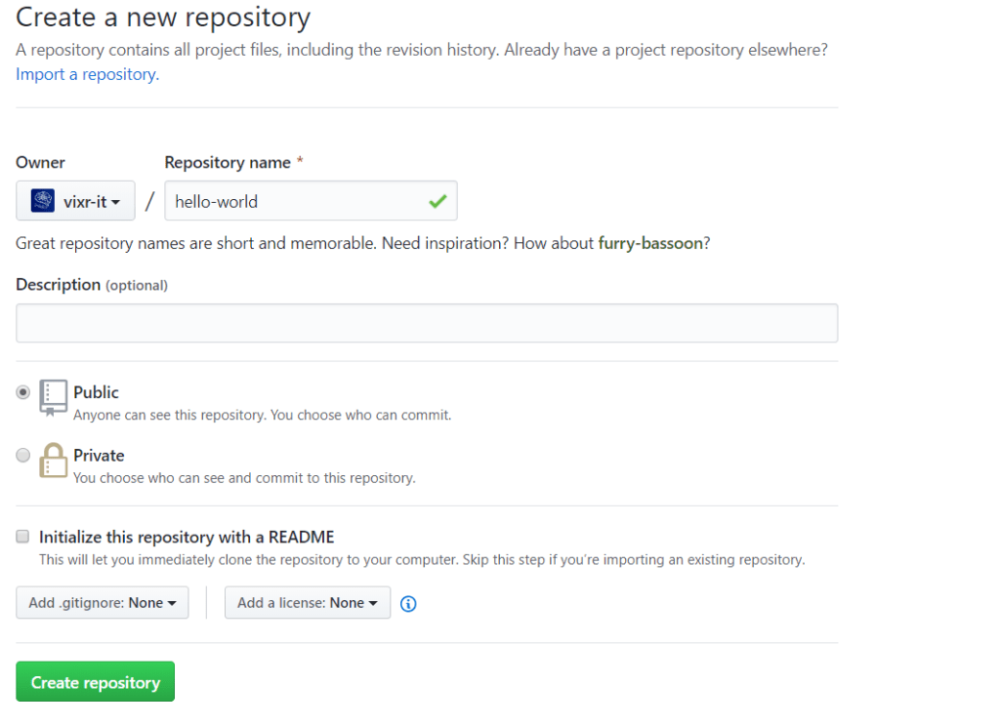 Create a new repository
A repository contains all project files, including the revision history. Already have a project repository elsewhere?
Import a repository.
Owner
Repository name *
vixr-it / hello-world
Great repository names are short and memorable. Need inspiration? How about furry-bassoon?
Description (optional)
Public
Anyone can see this repository. You choose who can commit.
Private
You choose who can see and commit to this repository.
Initialize this repository with a README
This will let you immediately clone the repository to your computer. Skip this step if you’re importing an existing repository.
Add .gitignore: None
Add a license: None
Create repository